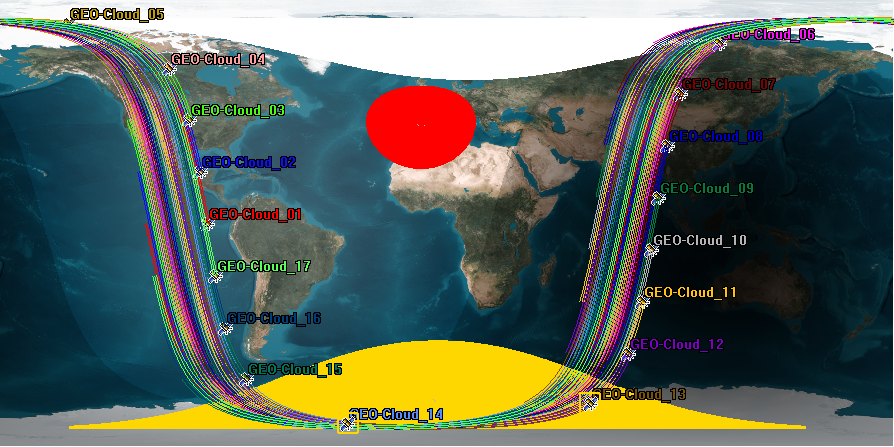 GEO-Cloud_05
GEO-Cloud_06
GEO-Cloud_04
GEO-Cloud_07
GEO-Cloud_03
GEO-Cloud_08
GEO-Cloud_02
GEO-Cloud_09
GEO-Cloud_01
GEO-Cloud_10
GEO-Cloud_17
GEO-Cloud_11
GEO-Cloud_16
GEO-Cloud_12
GEO-Cloud_15
GEO-Cloud_13
GEO-Cloud_14